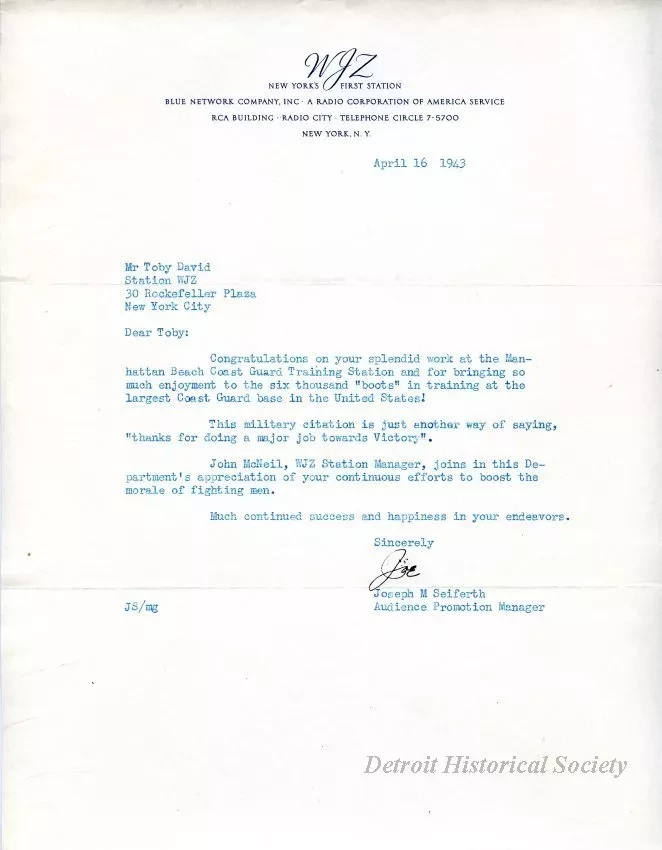 WJZ
NEW YORK'S FIRST STATION
BLUE NETWORK COMPANY, INC · A RADIO CORPORATION OF AMERICA SERVICE
RCA BUILDING · RADIO CITY · TELEPHONE CIRCLE 7-5700
NEW YORK, N. Y.
April 16 1943
Mr Toby David
Station WJZ
30 Rockefeller Plaza
New York City
Dear Toby:
Congratulations on your splendid work at the Man-
hattan Beach Coast Guard Training Station and for bringing so
much enjoyment to the six thousand "boots" in training at the
largest Coast Guard base in the United States!
This military citation is just another way of saying,
"thanks for doing a major job towards Victory".
John McNeil, WJZ Station Manager, joins in this De-
partment's appreciation of your continuous efforts to boost the
morale of fighting men.
Much continued success and happiness in your endeavors.
Sincerely
Joe
Joseph M Seiferth
JS/mg Audience Promotion Manager
Detroit Historical Society